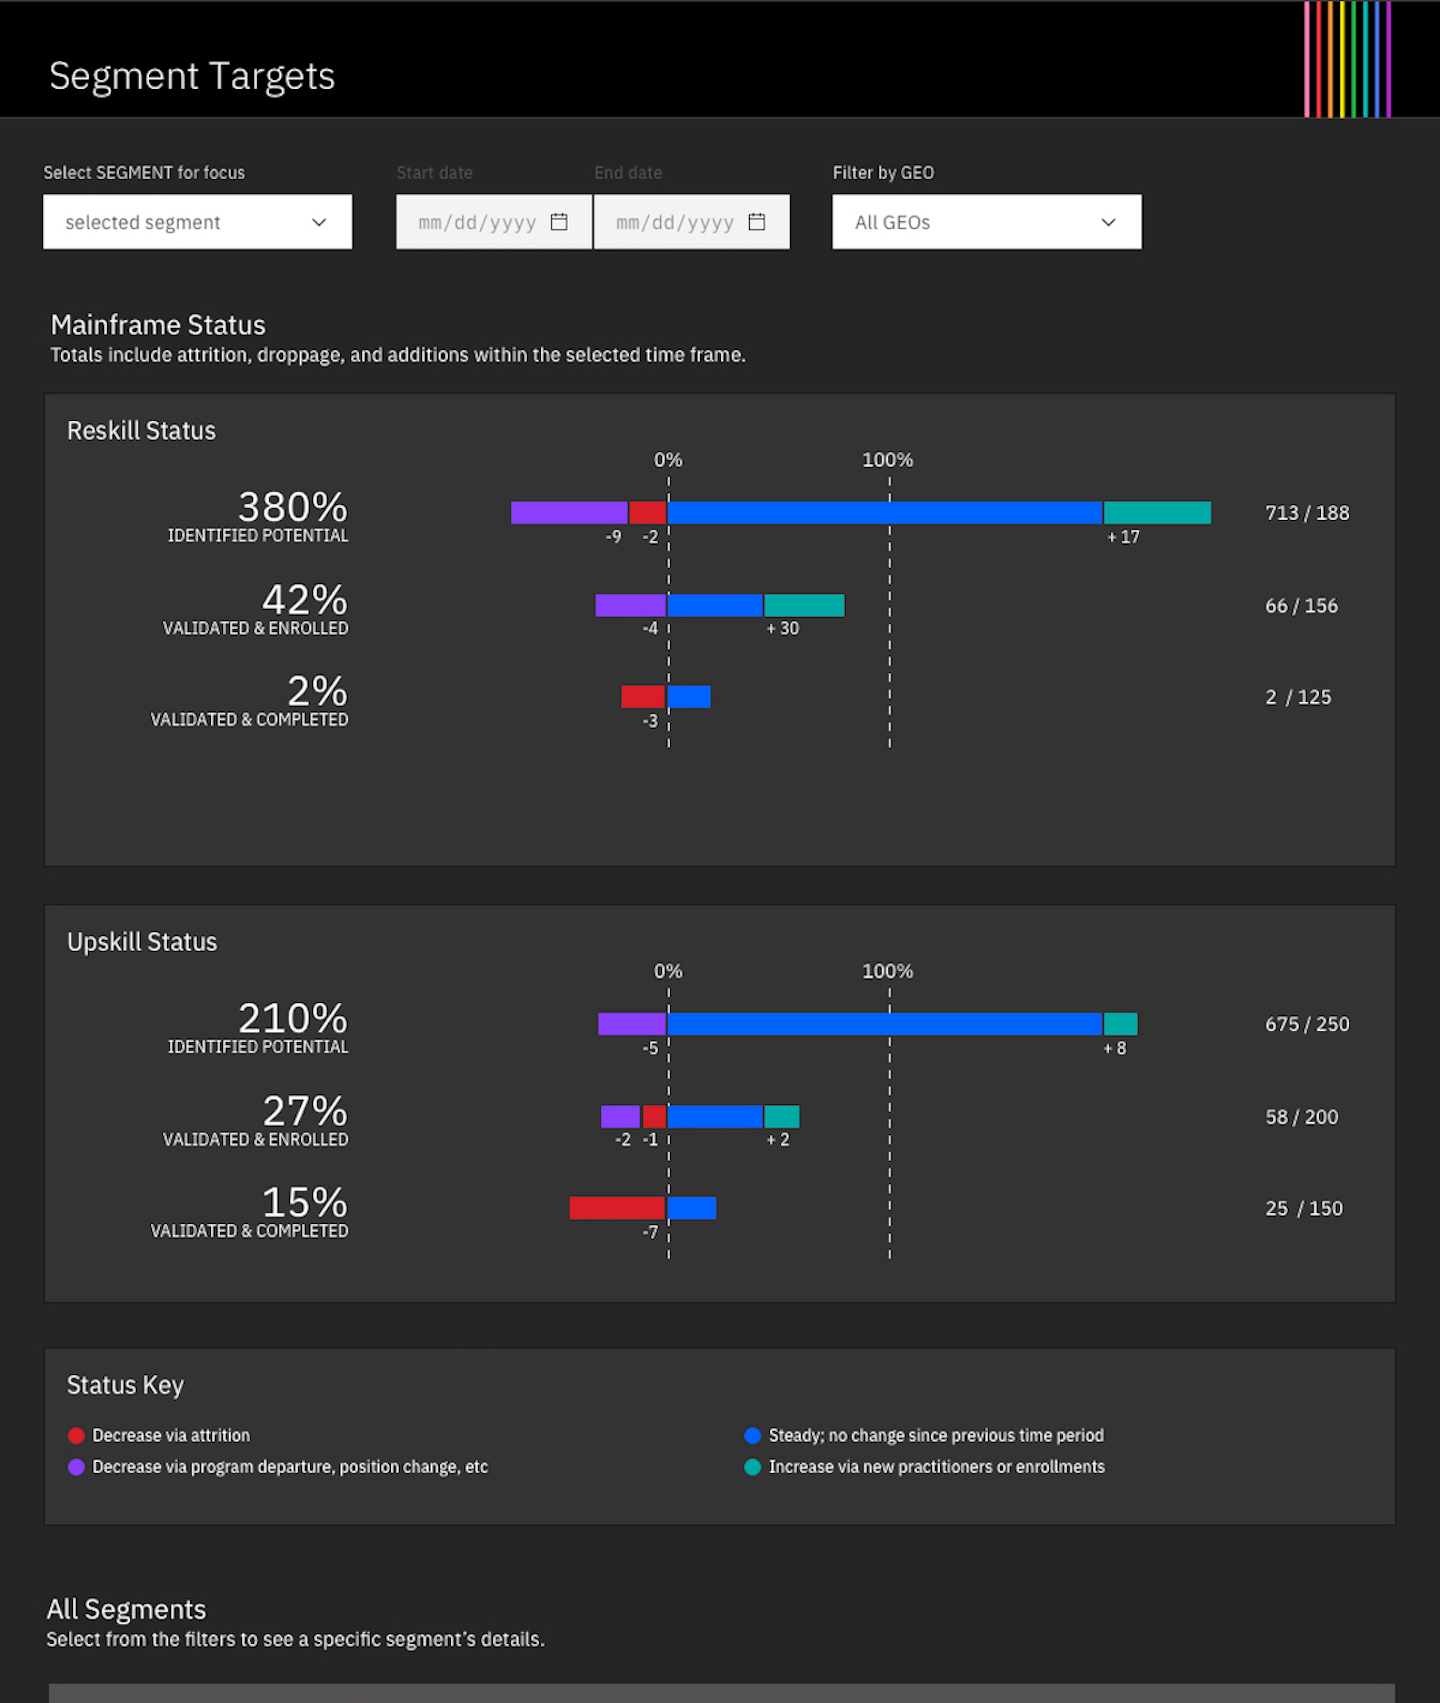 Segment Targets
Select SEGMENT for focus
Start date
End date
Filter by GEO
selected segment
mm/dd/yyyy
mm/dd/yyyy
All GEOs
Mainframe Status
Totals include attrition, droppage, and additions within the selected time frame.
Reskill Status
0%
100%
380%
IDENTIFIED POTENTIAL
-9
-2
+ 17
713 / 188
42%
VALIDATED & ENROLLED
-4
+ 30
66 / 156
2%
VALIDATED & COMPLETED
-3
2 / 125
Upskill Status
0%
100%
210%
IDENTIFIED POTENTIAL
-5
+ 8
675 / 250
27%
VALIDATED & ENROLLED
-2
-1
+ 2
58 / 200
15%
VALIDATED & COMPLETED
-7
25 / 150
Status Key
Decrease via attrition
Decrease via program departure, position change, etc
Steady; no change since previous time period
Increase via new practitioners or enrollments
All Segments
Select from the filters to see a specific segment's details.